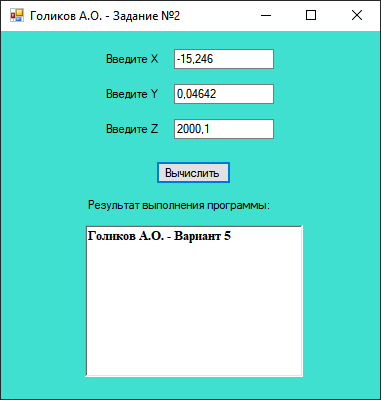 Голиков А.О. - Задание №2
Введите X
-15,246
Введите Y
0,04642
Введите Z
2000,1
Вычислить
Результат выполнения программы:
Голиков А.О. - Вариант 5